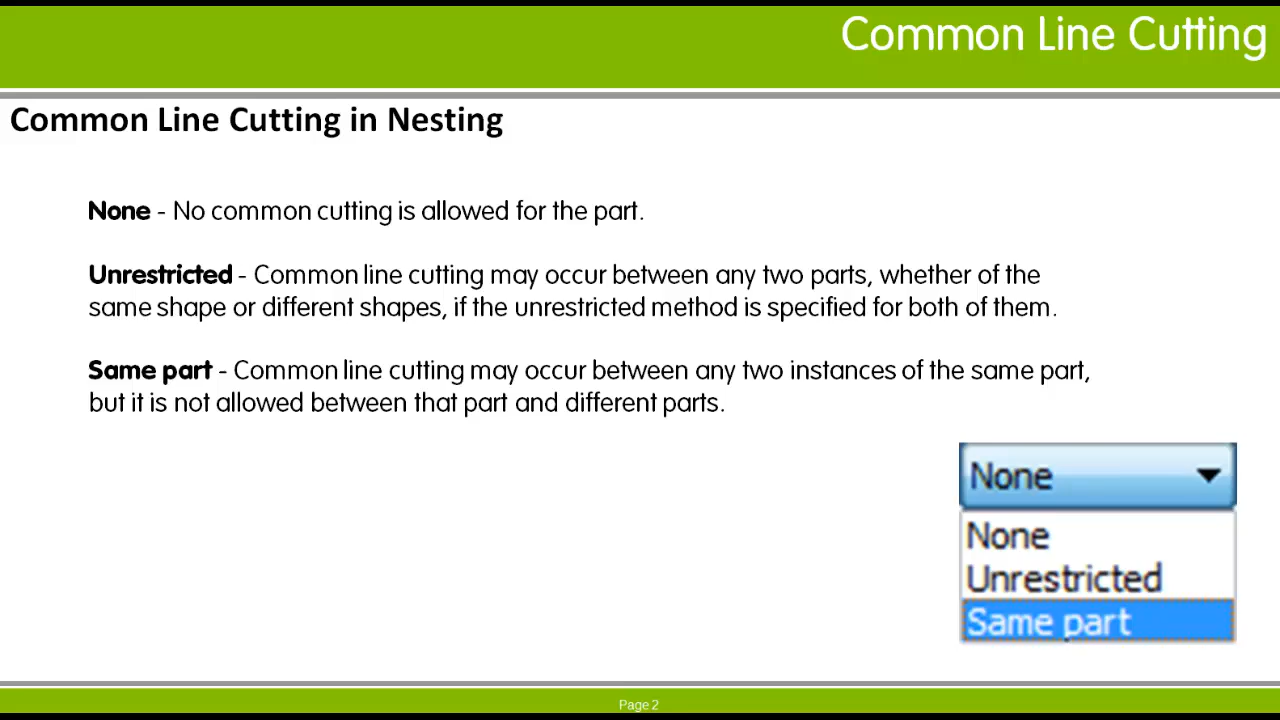 Common Line Cutting
Common Line Cutting in Nesting
None - No common cutting is allowed for the part.
Unrestricted - Common line cutting may occur between any two parts, whether of the
same shape or different shapes, if the unrestricted method is specified for both of them.
Same part - Common line cutting may occur between any two instances of the same part,
but it is not allowed between that part and different parts.
None
None
Unrestricted
Same part
Page 2